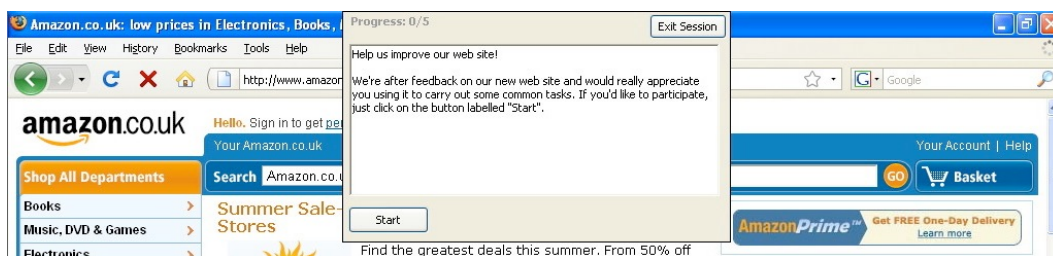 Amazon.co.uk: low prices in Electronics, Books,
Progress: 0/5
Exit Session
File Edit View History Bookmarks Tools Help
Help us improve our web site!
We're after feedback on our new web site and would really appreciate
you using it to carry out some common tasks. If you'd like to participate,
just click on the button labelled "Start".
http://www.amazon
G Google
amazon.co.uk
Hello. Sign in to get
Your Amazon.co.uk
Your Account | Help
Shop All Departments
Search Amazon.co.
GO
Basket
Books
Music, DVD & Games
Electronics
Summer Sale-
Stores
Start
AmazonPrime™
Get FREE One-Day Delivery
Learn more
Find the greatest deals this summer. From 50% off